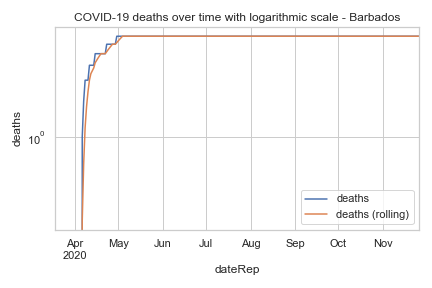 COVID-19 deaths over time with logarithmic scale - Barbados
deaths
10⁰
deaths
deaths (rolling)
Apr May Jun Jul Aug Sep Oct Nov
2020
dateRep